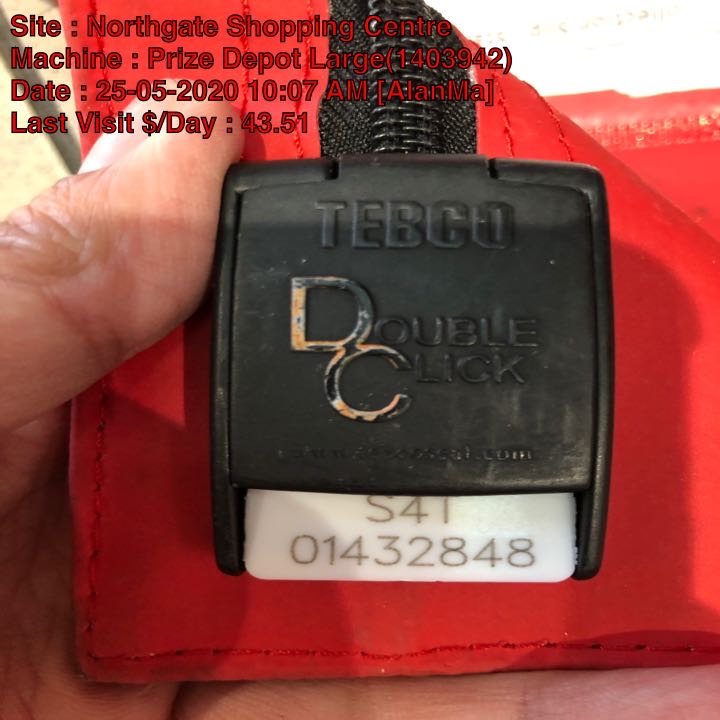 Site : Northgate Shopping Centre
Machine : Prize Depot Large(1403942)
Date : 25-05-2020 10:07 AM [AlanMa]
Last Visit $/Day : 43.51
TEBCO
DOUBLE
CLICK
S4T
01432848